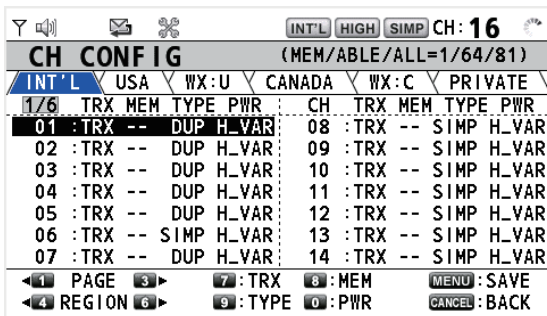 INT'L HIGH SIMP CH: 16
CH CONFIG (MEM/ABLE/ALL=1/64/81)
INT'L USA WX:U CANADA WX:C PRIVATE
1/6 TRX MEM TYPE PWR CH TRX MEM TYPE PWR
01 :TRX -- DUP H_VAR 08 :TRX -- SIMP H_VAR
02 :TRX -- DUP H_VAR 09 :TRX -- SIMP H_VAR
03 :TRX -- DUP H_VAR 10 :TRX -- SIMP H_VAR
04 :TRX -- DUP H_VAR 11 :TRX -- SIMP H_VAR
05 :TRX -- DUP H_VAR 12 :TRX -- SIMP H_VAR
06 :TRX -- SIMP H_VAR 13 :TRX -- SIMP H_VAR
07 :TRX -- DUP H_VAR 14 :TRX -- SIMP H_VAR
1 PAGE 3 7 :TRX 8 :MEM MENU :SAVE
4 REGION 6 9 :TYPE 0 :PWR CANCEL :BACK